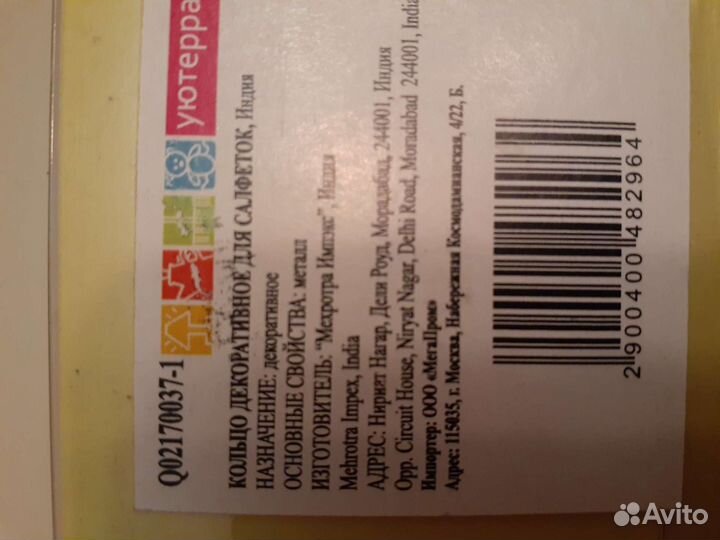 уютерра
Q02170037-1
КОЛЬЦО ДЕКОРАТИВНОЕ ДЛЯ САЛФЕТОК, Индия
НАЗНАЧЕНИЕ: декоративное
ОСНОВНЫЕ СВОЙСТВА: металл
ИЗГОТОВИТЕЛЬ: "Мехротра Импэкс", Индия
Mehrotra Impex, India
АДРЕС: Нирият Нагар, Дели Роуд, Морадабад, 244001, Индия
Opp. Circuit House, Niryat Nagar, Delhi Road, Moradabad 244001, India
Импортер: ООО «МегаПром»
Адрес: 115035, г. Москва, Набережная Космодамианская, 4/22, Б.
2 900400 482964
Avito